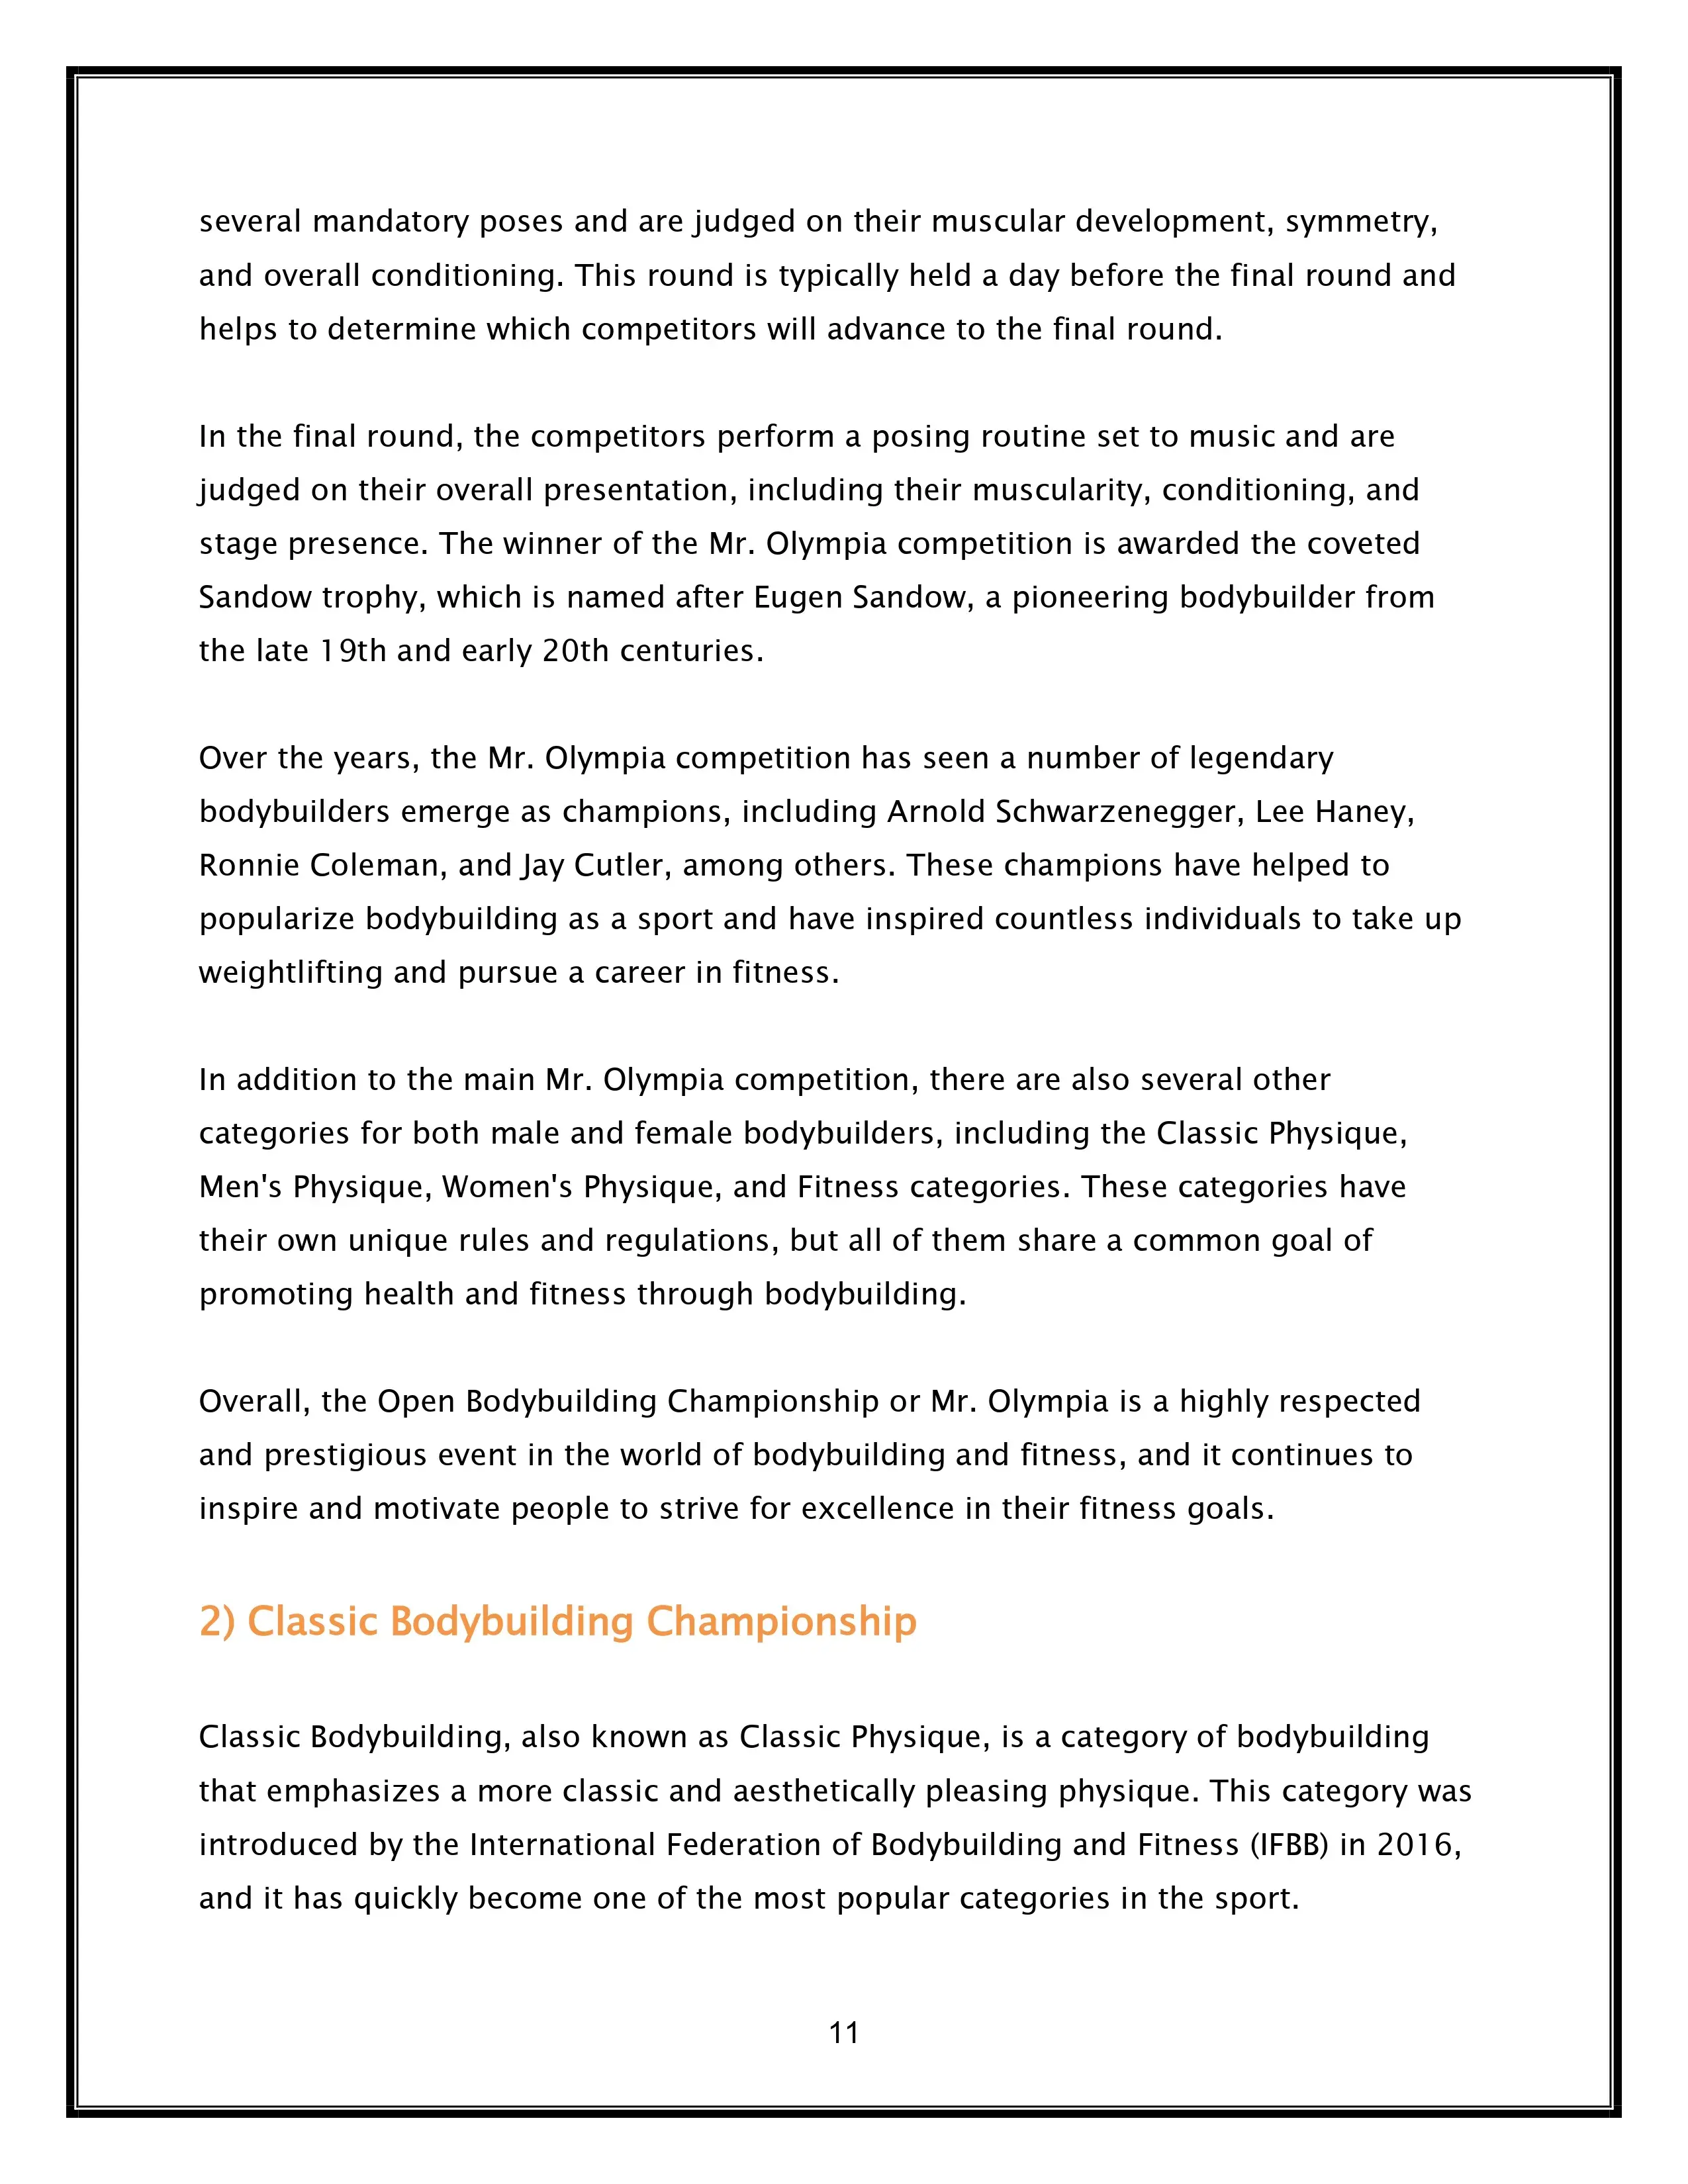 several mandatory poses and are judged on their muscular development, symmetry,
and overall conditioning. This round is typically held a day before the final round and
helps to determine which competitors will advance to the final round.
In the final round, the competitors perform a posing routine set to music and are
judged on their overall presentation, including their muscularity, conditioning, and
stage presence. The winner of the Mr. Olympia competition is awarded the coveted
Sandow trophy, which is named after Eugen Sandow, a pioneering bodybuilder from
the late 19th and early 20th centuries.
Over the years, the Mr. Olympia competition has seen a number of legendary
bodybuilders emerge as champions, including Arnold Schwarzenegger, Lee Haney,
Ronnie Coleman, and Jay Cutler, among others. These champions have helped to
popularize bodybuilding as a sport and have inspired countless individuals to take up
weightlifting and pursue a career in fitness.
In addition to the main Mr. Olympia competition, there are also several other
categories for both male and female bodybuilders, including the Classic Physique,
Men's Physique, Women's Physique, and Fitness categories. These categories have
their own unique rules and regulations, but all of them share a common goal of
promoting health and fitness through bodybuilding.
Overall, the Open Bodybuilding Championship or Mr. Olympia is a highly respected
and prestigious event in the world of bodybuilding and fitness, and it continues to
inspire and motivate people to strive for excellence in their fitness goals.
2) Classic Bodybuilding Championship
Classic Bodybuilding, also known as Classic Physique, is a category of bodybuilding
that emphasizes a more classic and aesthetically pleasing physique. This category was
introduced by the International Federation of Bodybuilding and Fitness (IFBB) in 2016,
and it has quickly become one of the most popular categories in the sport.
11